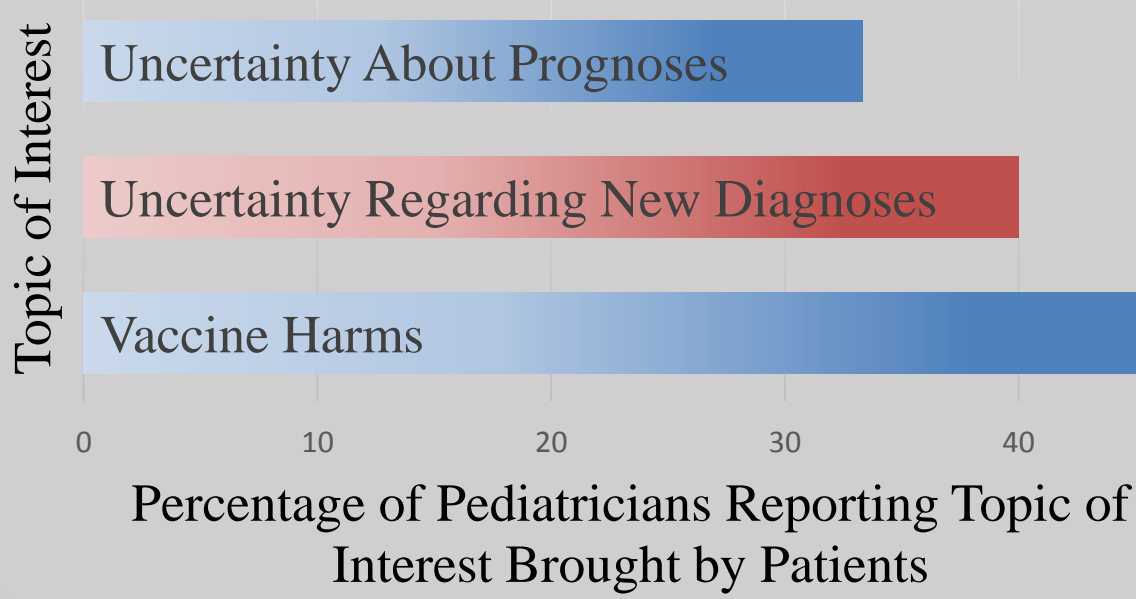 Topic of Interest
Uncertainty About Prognoses
Uncertainty Regarding New Diagnoses
Vaccine Harms
0 10 20 30 40
Percentage of Pediatricians Reporting Topic of
Interest Brought by Patients